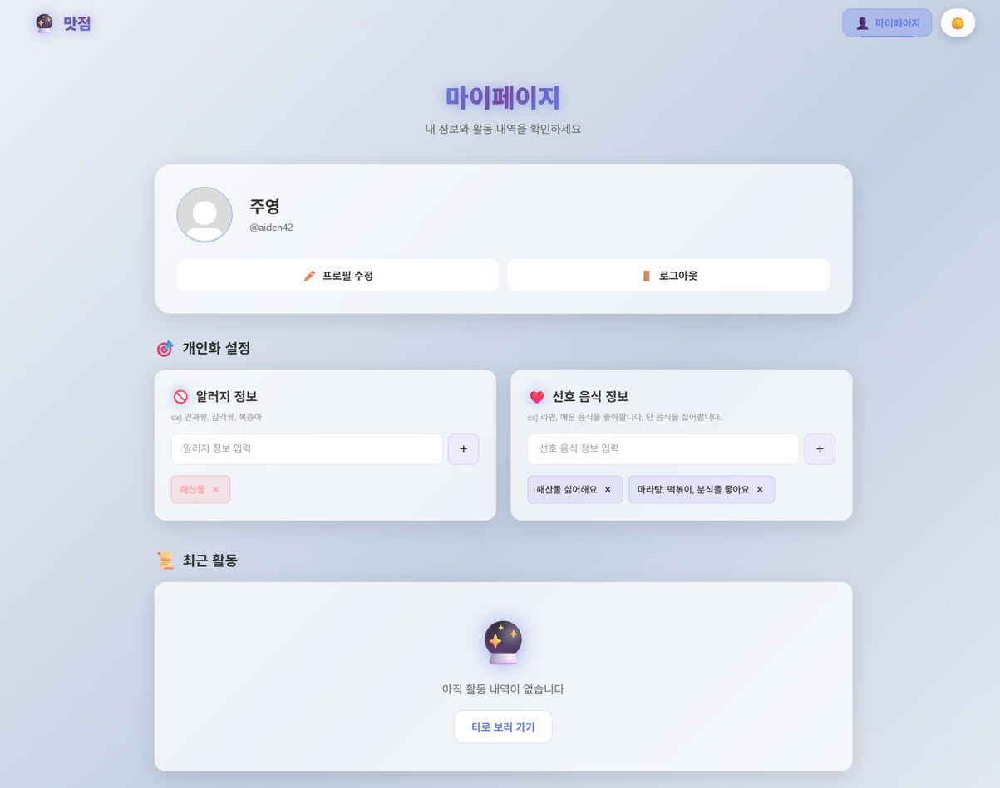 맛점
마이페이지
마이페이지
내 정보와 활동 내역을 확인하세요
주영
@aiden42
프로필 수정
로그아웃
개인화 설정
알러지 정보
ex) 견과류, 갑각류, 복숭아
알러지 정보 입력
+
해산물 ×
선호 음식 정보
ex) 라면, 매운 음식을 좋아합니다, 단 음식을 싫어합니다.
선호 음식 정보 입력
+
해산물 싫어해요 ×
마라탕, 떡볶이, 분식들 좋아요 ×
최근 활동
아직 활동 내역이 없습니다
타로 보러 가기